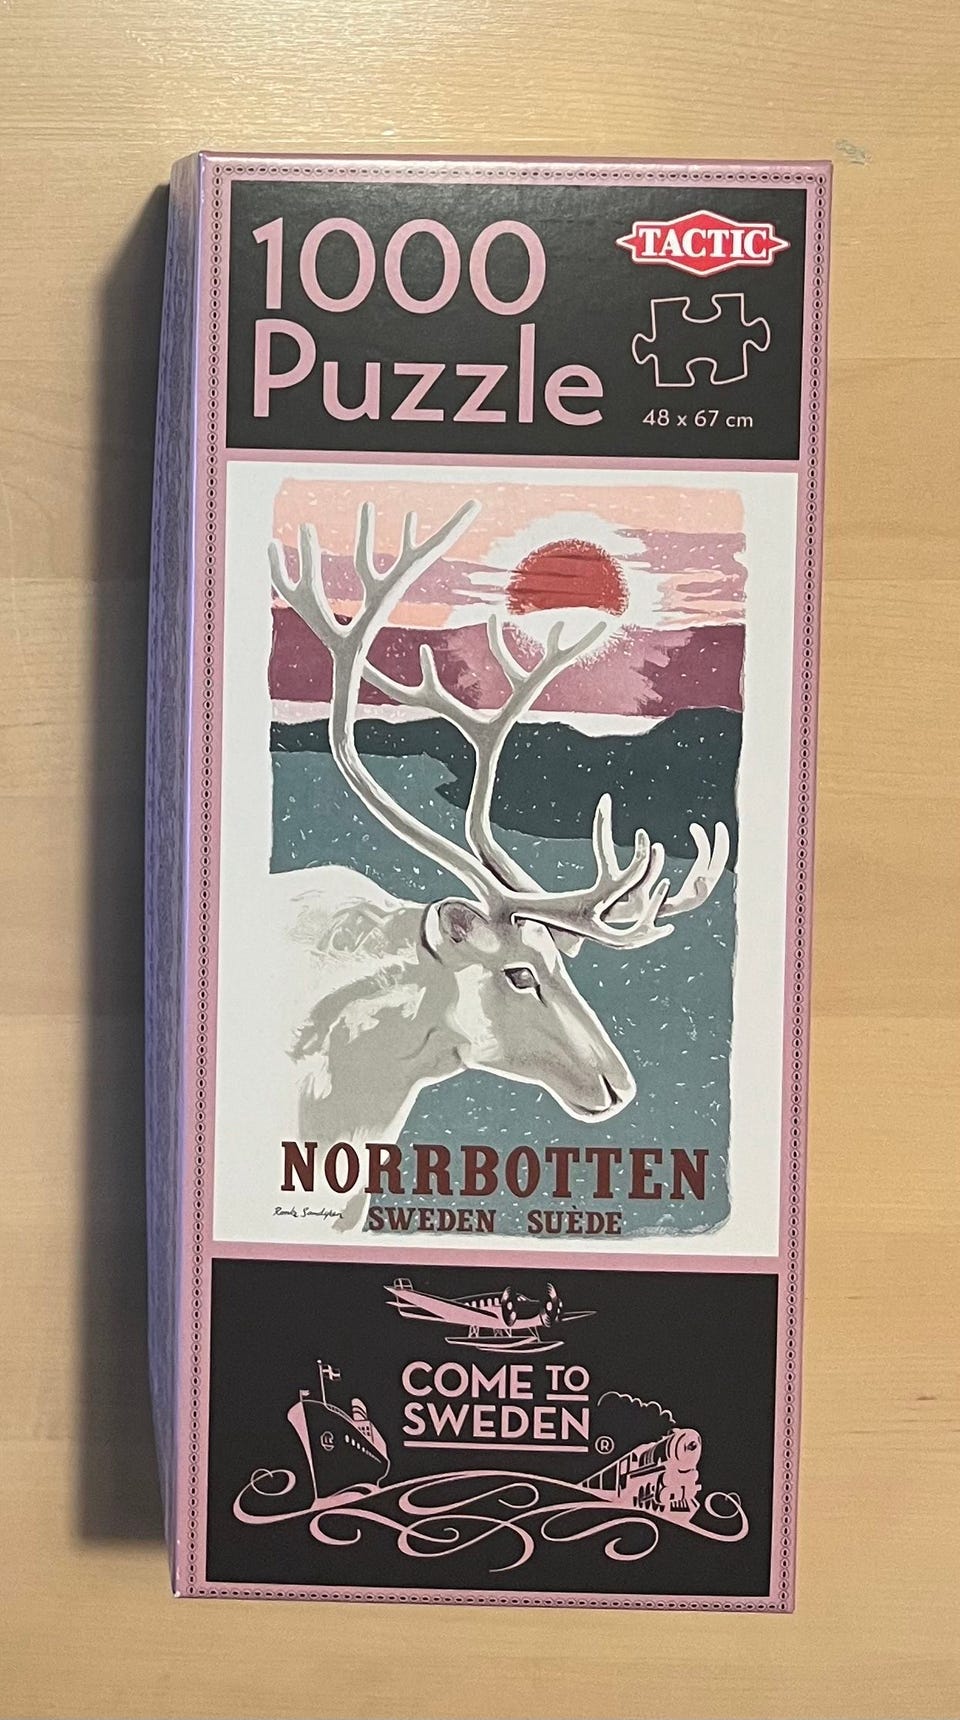 1000
Puzzle
TACTIC
48 x 67 cm
NORRBOTTEN
SWEDEN SUÈDE
COME TO
SWEDEN®